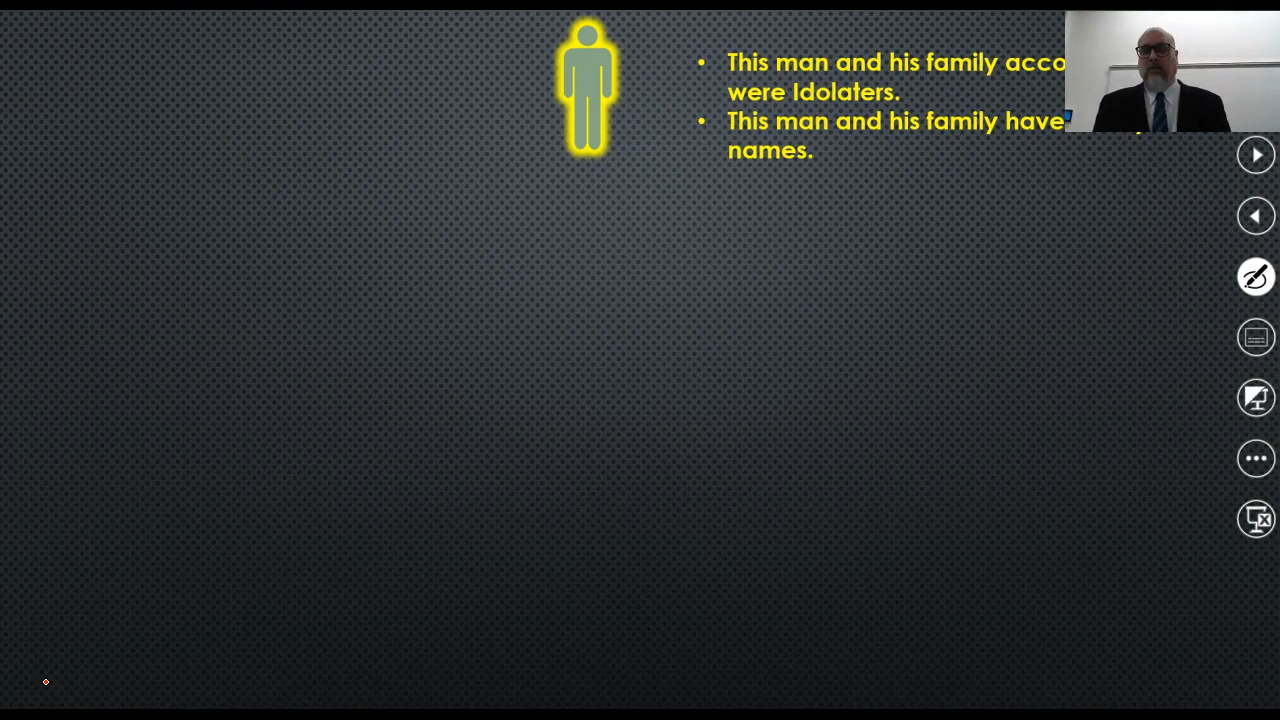 • This man and his family acco
were Idolaters.
• This man and his family have
names.